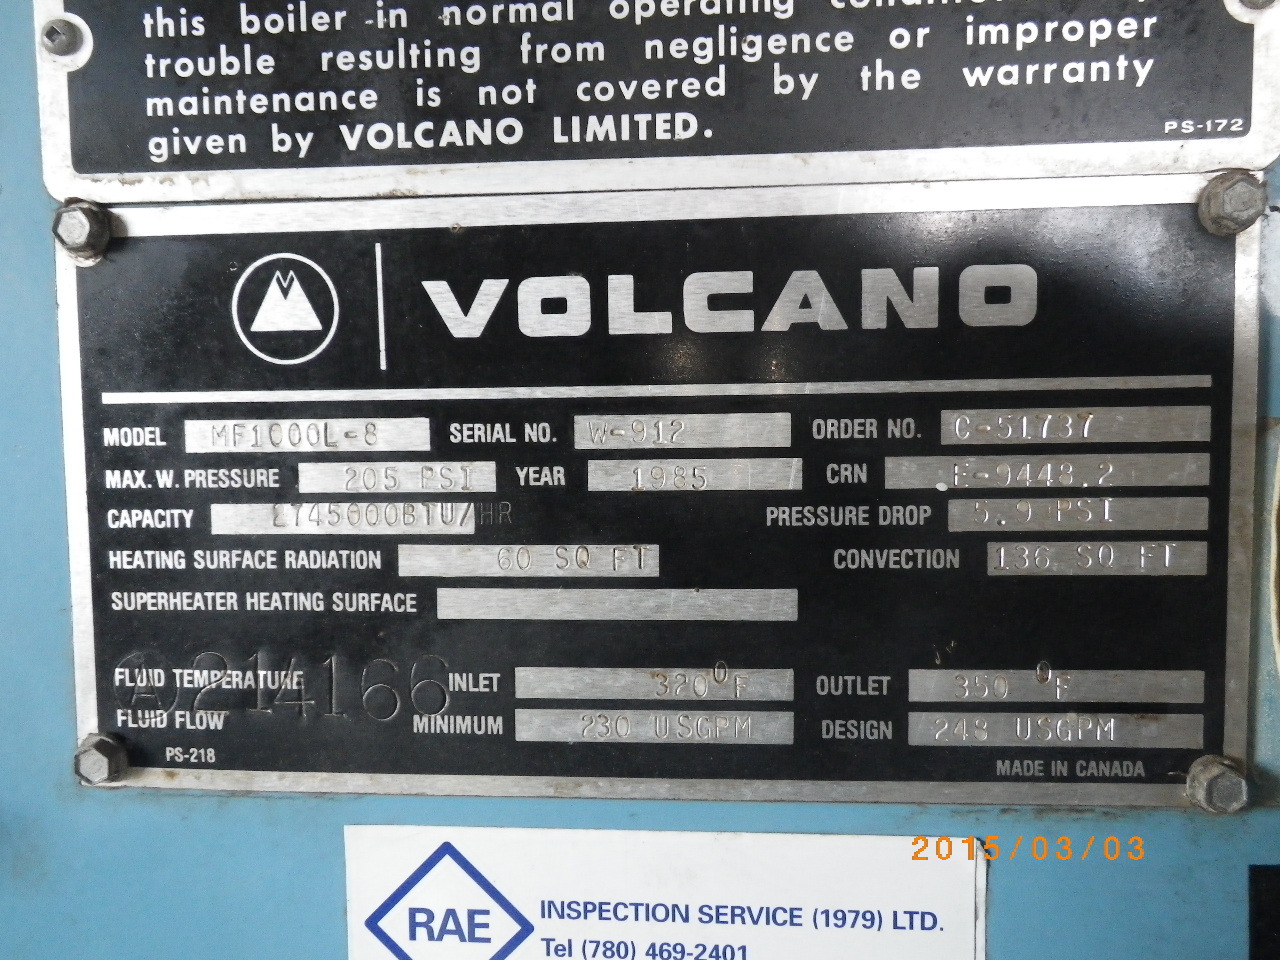 this boiler in normal operating
trouble resulting from negligence or improper
maintenance is not covered by the warranty
given by VOLCANO LIMITED.
PS-172
VOLCANO
MODEL MF1000L-8 SERIAL NO. W-912 ORDER NO. C-51737
MAX. W. PRESSURE 205 PSI YEAR 1985 CRN F-9448.2
CAPACITY 2745000BTU/HR PRESSURE DROP 5.9 PSI
HEATING SURFACE RADIATION 60 SQ FT CONVECTION 136 SQ FT
SUPERHEATER HEATING SURFACE
A214166
FLUID TEMPERATURE INLET 320°F OUTLET 350°F
FLUID FLOW MINIMUM 230 USGPM DESIGN 248 USGPM
PS-218
MADE IN CANADA
2015/03/03
RAE
INSPECTION SERVICE (1979) LTD.
Tel (780) 469-2401